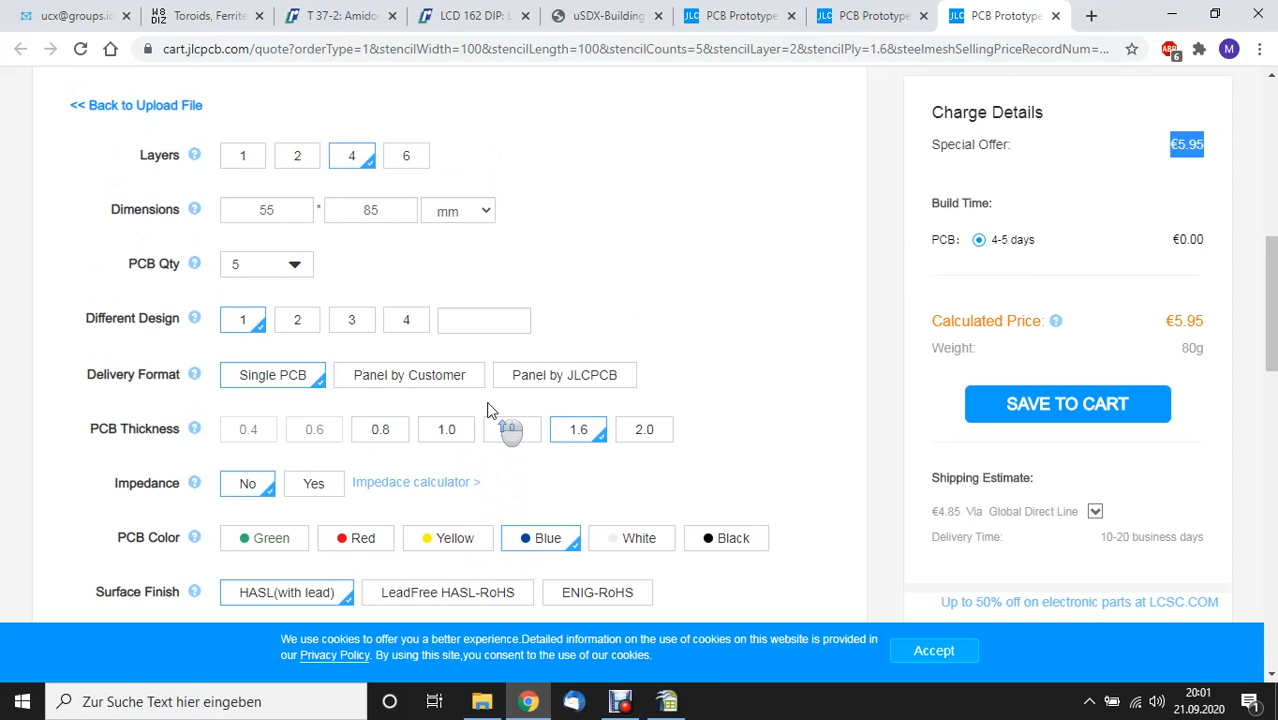 ucx@groups.i
Toroids, Ferrite
T 37-2: Amidoc
LCD 162 DIP: L
uSDX-Building
PCB Prototype
PCB Prototype
PCB Prototype
cart.jlcpcb.com/quote?orderType=1&stencilWidth=100&stencilLength=100&stencilCounts=5&stencilLayer=2&stencilPly=1.6&steelmeshSellingPriceRecordNum=...
ABP 6
M
<< Back to Upload File
Layers ? 1 2 4 6
Dimensions ? 55 * 85 mm
PCB Qty ? 5
Different Design ? 1 2 3 4
Delivery Format ? Single PCB Panel by Customer Panel by JLCPCB
PCB Thickness ? 0.4 0.6 0.8 1.0 1.6 2.0
Impedance ? No Yes Impedace calculator >
PCB Color ? Green Red Yellow Blue White Black
Surface Finish ? HASL(with lead) LeadFree HASL-RoHS ENIG-RoHS
Charge Details
Special Offer: €5.95
Build Time:
PCB: 4-5 days €0.00
Calculated Price: ? €5.95
Weight: 80g
SAVE TO CART
Shipping Estimate:
€4.85 Via Global Direct Line
Delivery Time: 10-20 business days
Up to 50% off on electronic parts at LCSC.COM
We use cookies to offer you a better experience.Detailed information on the use of cookies on this website is provided in
our Privacy Policy. By using this site,you consent to the use of our cookies.
Accept
Zur Suche Text hier eingeben
20:01
21.09.2020
1